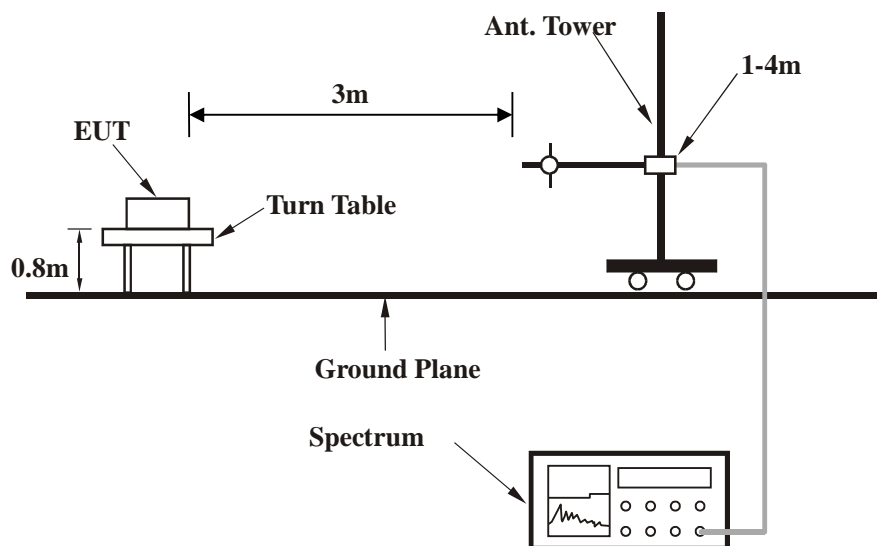 Ant. Tower
1-4m
3m
EUT
Turn Table
0.8m
Ground Plane
Spectrum